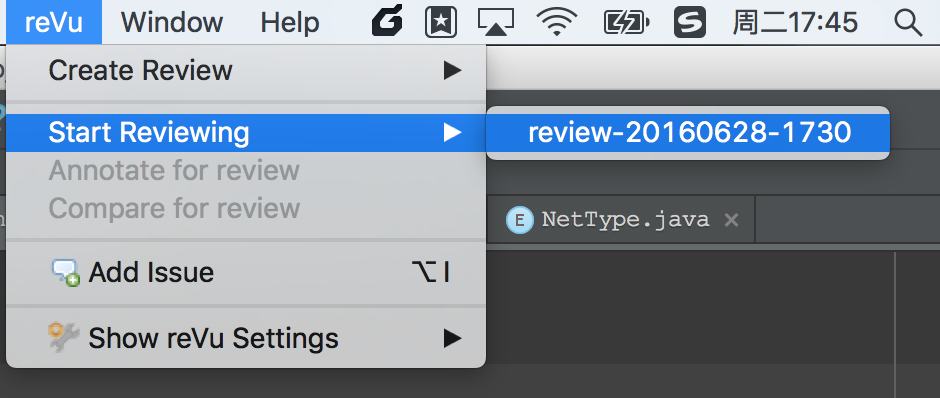 reVu Window Help 周二17:45
Create Review
Start Reviewing
review-20160628-1730
Annotate for review
Compare for review
E NetType.java ×
Add Issue ⌥I
Show reVu Settings